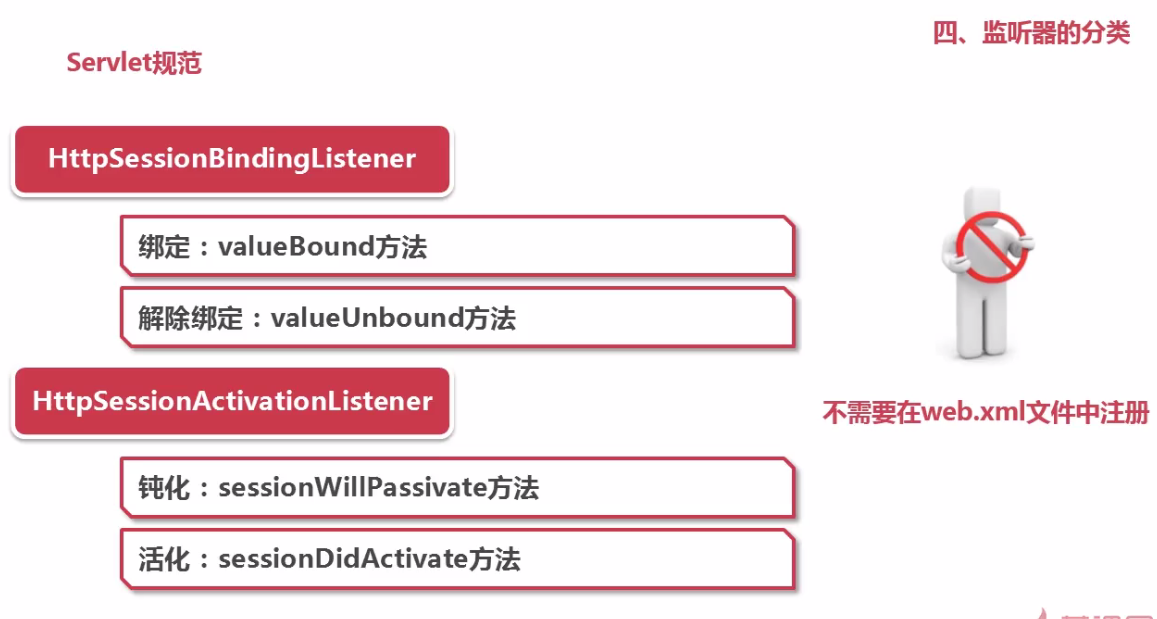 四、监听器的分类
Servlet规范
HttpSessionBindingListener
绑定：valueBound方法
解除绑定：valueUnbound方法
HttpSessionActivationListener
不需要在web.xml文件中注册
钝化：sessionWillPassivate方法
活化：sessionDidActivate方法